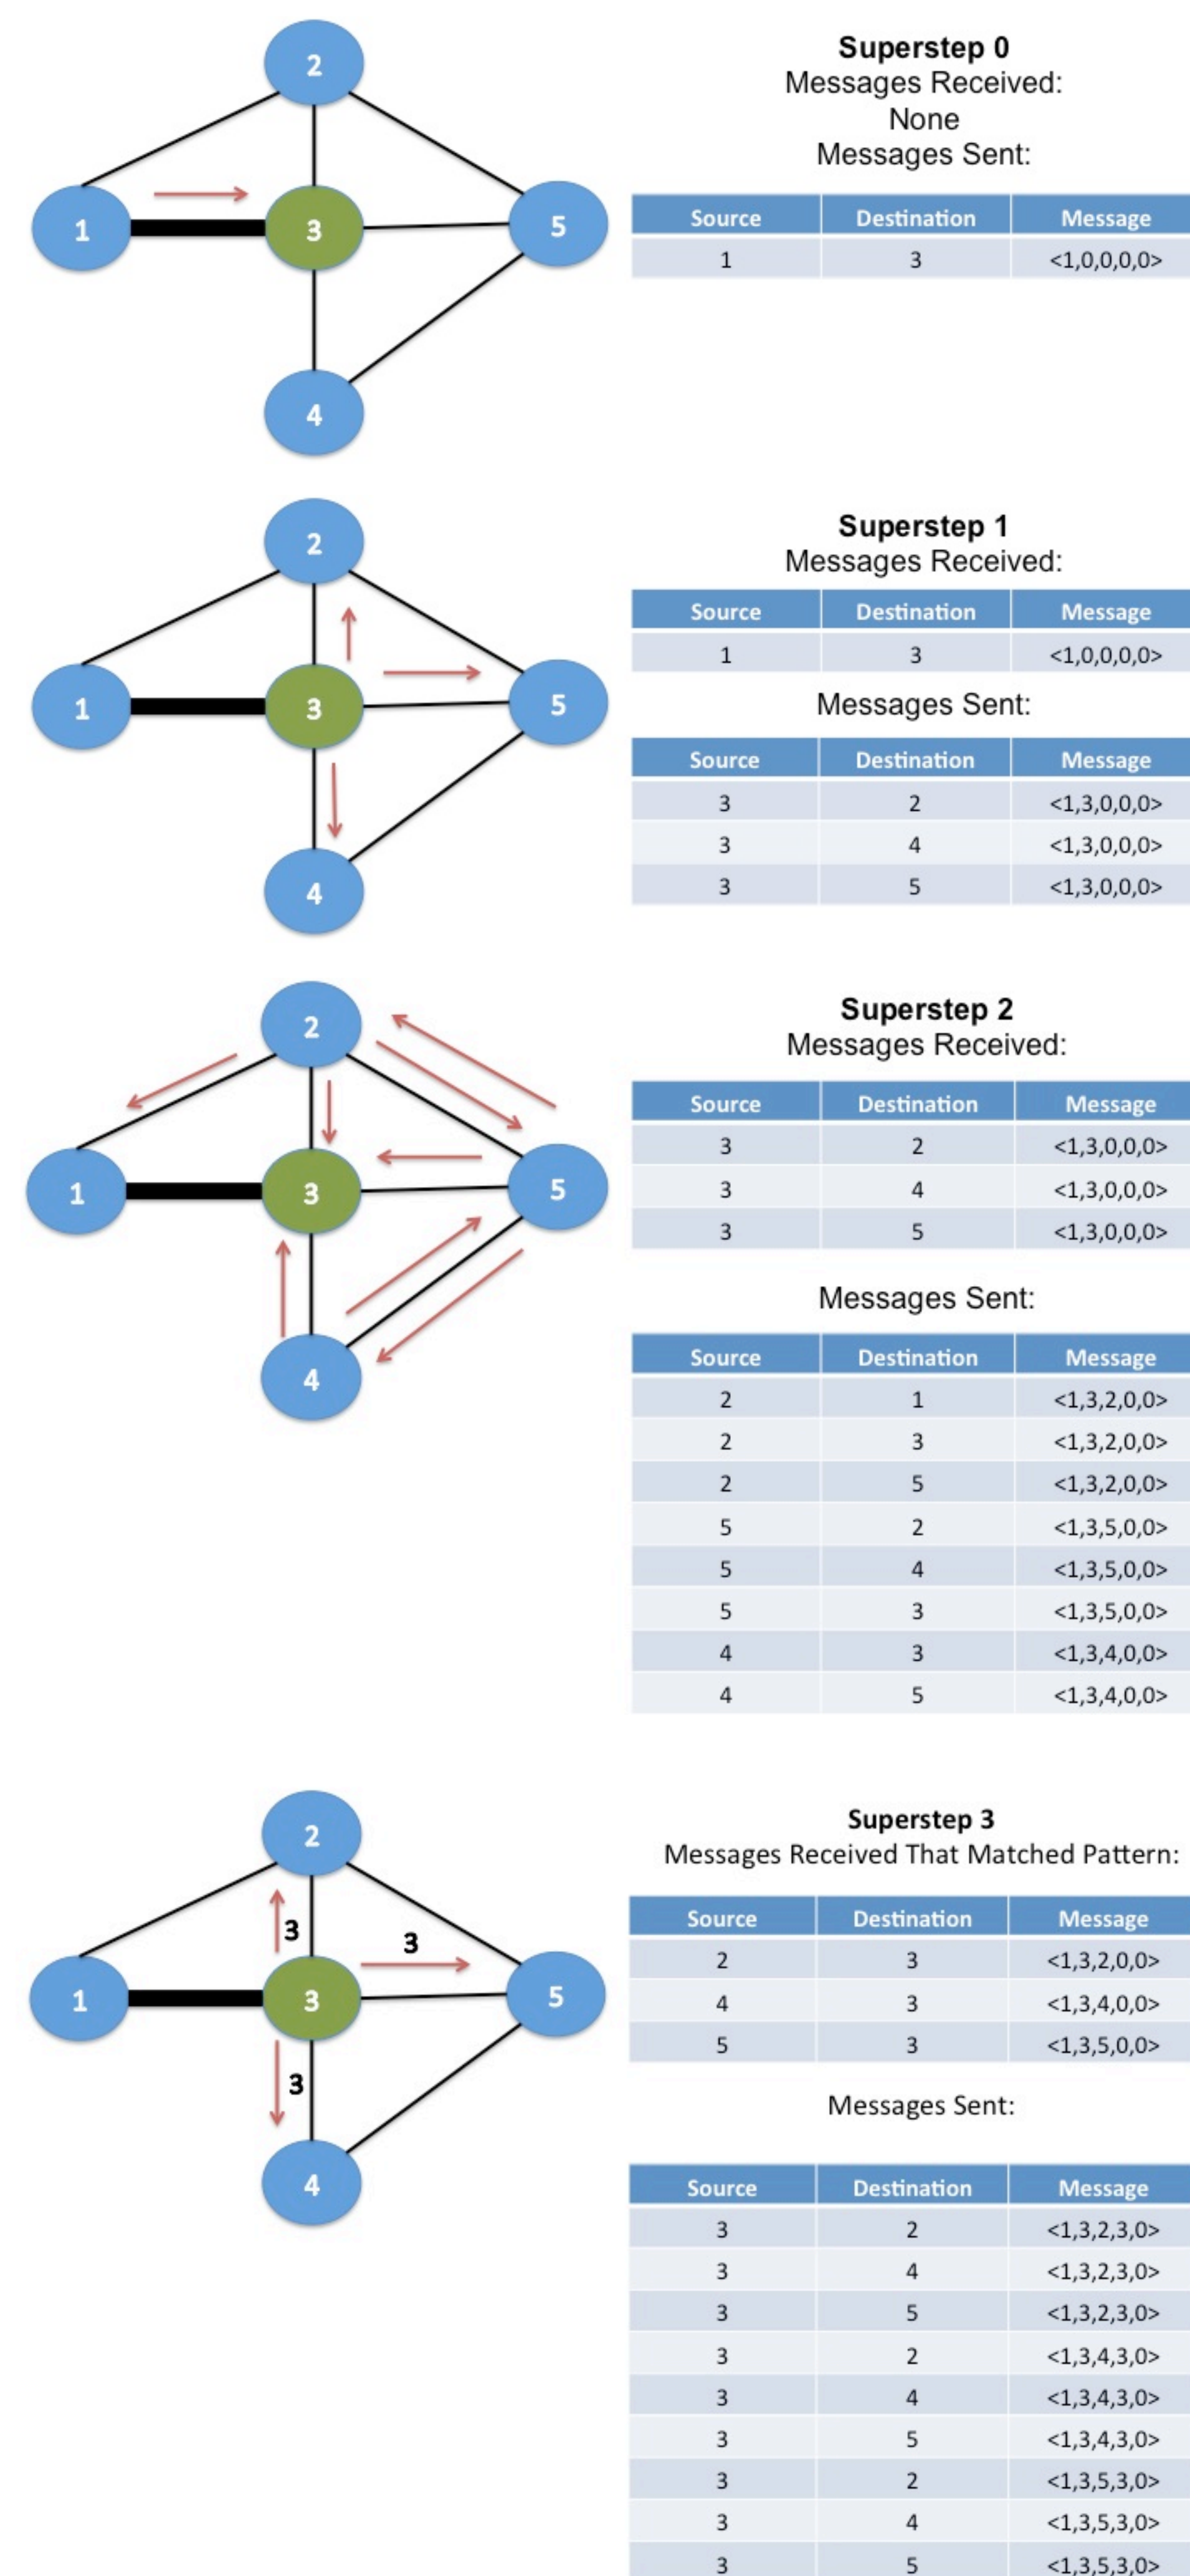 2
1
3
5
4
Superstep 0
Messages Received:
None
Messages Sent:
Source Destination Message
1 3 <1,0,0,0,0>
2
1
3
5
4
Superstep 1
Messages Received:
Source Destination Message
1 3 <1,0,0,0,0>
Messages Sent:
Source Destination Message
3 2 <1,3,0,0,0>
3 4 <1,3,0,0,0>
3 5 <1,3,0,0,0>
2
1
3
5
4
Superstep 2
Messages Received:
Source Destination Message
3 2 <1,3,0,0,0>
3 4 <1,3,0,0,0>
3 5 <1,3,0,0,0>
Messages Sent:
Source Destination Message
2 1 <1,3,2,0,0>
2 3 <1,3,2,0,0>
2 5 <1,3,2,0,0>
5 2 <1,3,5,0,0>
5 4 <1,3,5,0,0>
5 3 <1,3,5,0,0>
4 3 <1,3,4,0,0>
4 5 <1,3,4,0,0>
2
3
3
1
3
5
3
4
Superstep 3
Messages Received That Matched Pattern:
Source Destination Message
2 3 <1,3,2,0,0>
4 3 <1,3,4,0,0>
5 3 <1,3,5,0,0>
Messages Sent:
Source Destination Message
3 2 <1,3,2,3,0>
3 4 <1,3,2,3,0>
3 5 <1,3,2,3,0>
3 2 <1,3,4,3,0>
3 4 <1,3,4,3,0>
3 5 <1,3,4,3,0>
3 2 <1,3,5,3,0>
3 4 <1,3,5,3,0>
3 5 <1,3,5,3,0>